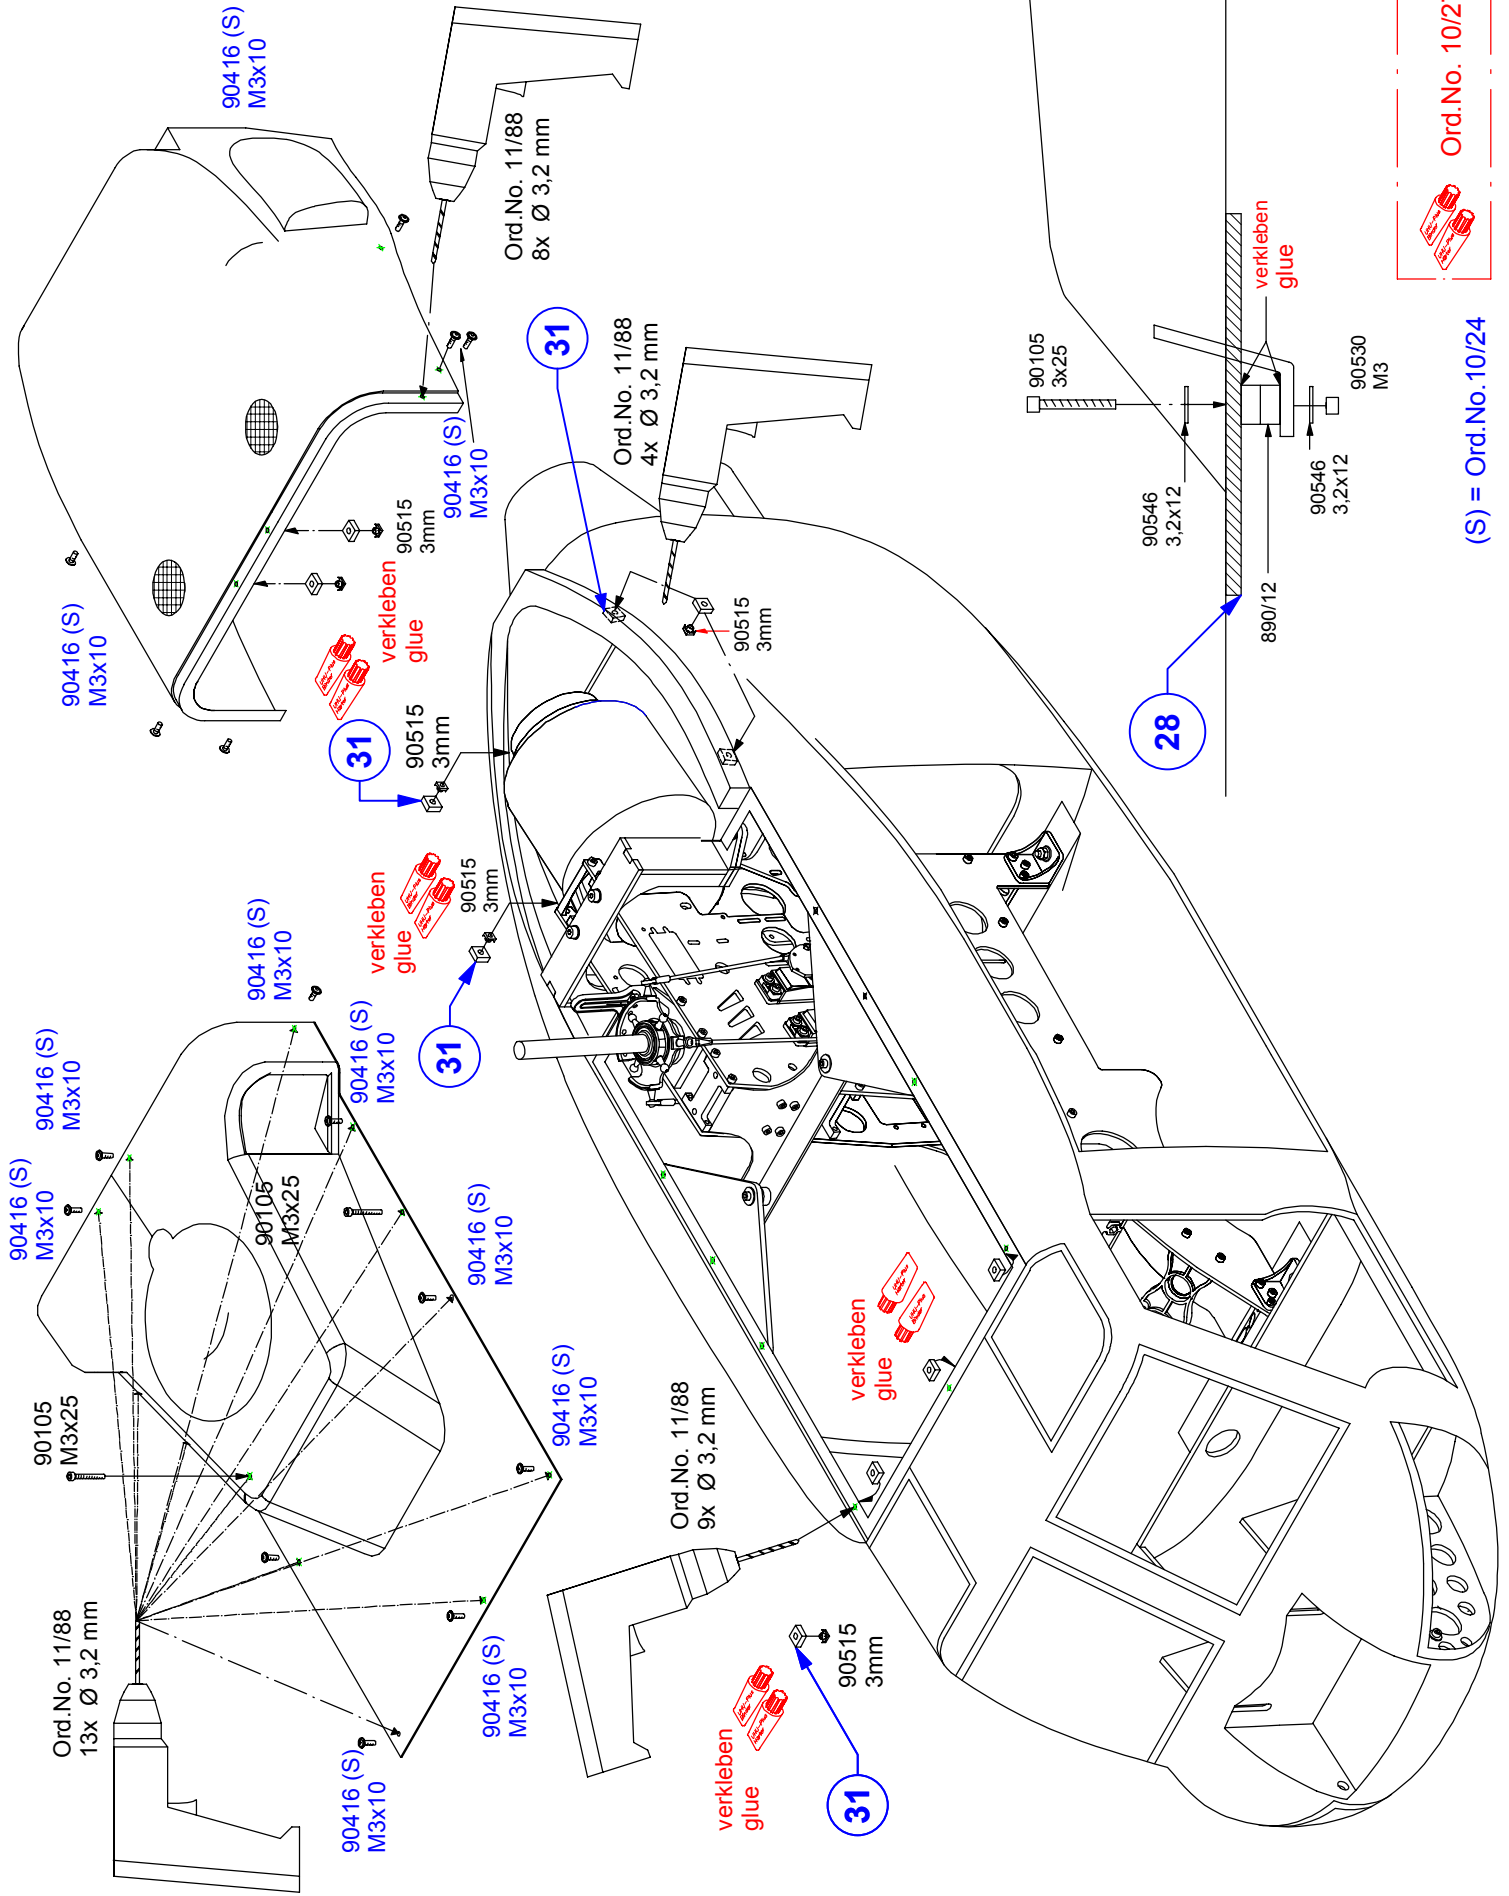 Ord.No. 11/88
13x Ø 3,2 mm
90105
M3x25
90416 (S)
M3x10
90416 (S)
M3x10
90416 (S)
M3x10
90416 (S)
M3x10
90105
M3x25
90416 (S)
M3x10
90416 (S)
M3x10
90416 (S)
M3x10
90416 (S)
M3x10
90416 (S)
M3x10
90416 (S)
M3x10
90416 (S)
M3x10
90515
3mm
verkleben
glue
Ord.No. 11/88
8x Ø 3,2 mm
31
90515
3mm
31
90515
3mm
verkleben
glue
31
Ord.No. 11/88
4x Ø 3,2 mm
90515
3mm
Ord.No. 11/88
9x Ø 3,2 mm
verkleben
glue
verkleben
glue
31
90515
3mm
28
90105
3x25
90546
3,2x12
890/12
90546
3,2x12
90530
M3
verkleben
glue
(S) = Ord.No.10/24
Ord.No. 10/27